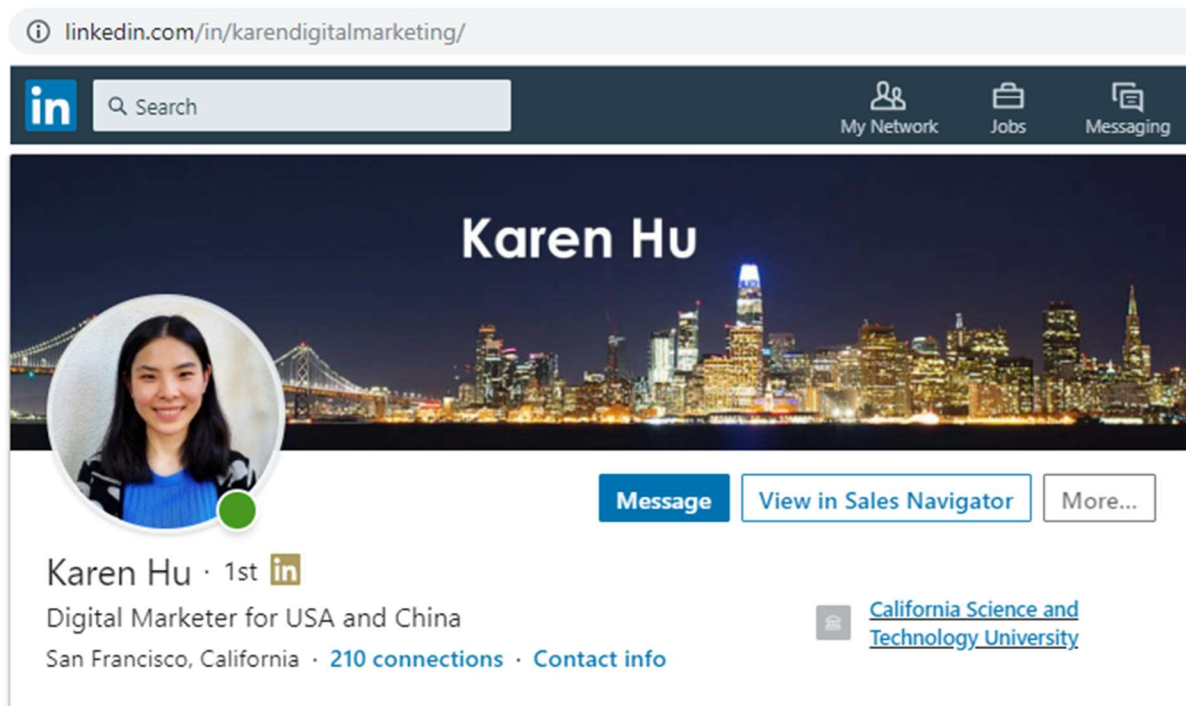 linkedin.com/in/karendigitalmarketing/
in Search
My Network Jobs Messaging
Karen Hu
Message View in Sales Navigator More...
Karen Hu · 1st in
Digital Marketer for USA and China
San Francisco, California · 210 connections · Contact info
California Science and
Technology University